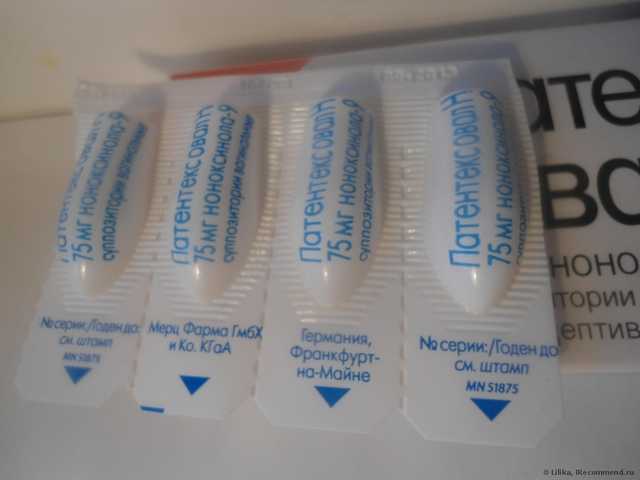 Патентекс овал Н
75 мг ноноксинола-9
суппозитории вагинальные
№ серии:/Годен до:
см. штамп
MN 51875
Патентекс овал Н
75 мг ноноксинола-9
суппозитории вагинальные
Мерц Фарма ГмбХ
и Ко. КГаА
Патентекс овал Н
75 мг ноноксинола-9
суппозитории вагинальные
Германия,
Франкфурт-
на-Майне
Патентекс овал Н
75 мг ноноксинола-9
суппозитории
№ серии:/Годен до
см. штамп
MN 51875
ате
ва
ноно
тории
ептив
© Lilika, IRecommend.ru